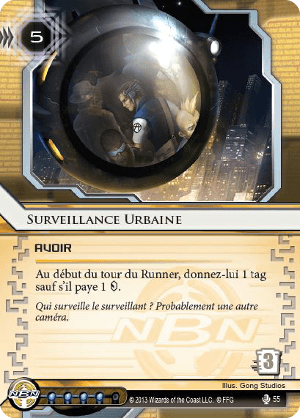 5
SURVEILLANCE URBAINE
AVOIR
Au début du tour du Runner, donnez-lui 1 tag
sauf s'il paye 1.
Qui surveille le surveillant ? Probablement une autre
caméra.
NBN
3
Illus. Gong Studios
NBN
© 2013 Wizards of the Coast LLC. © FFG
55